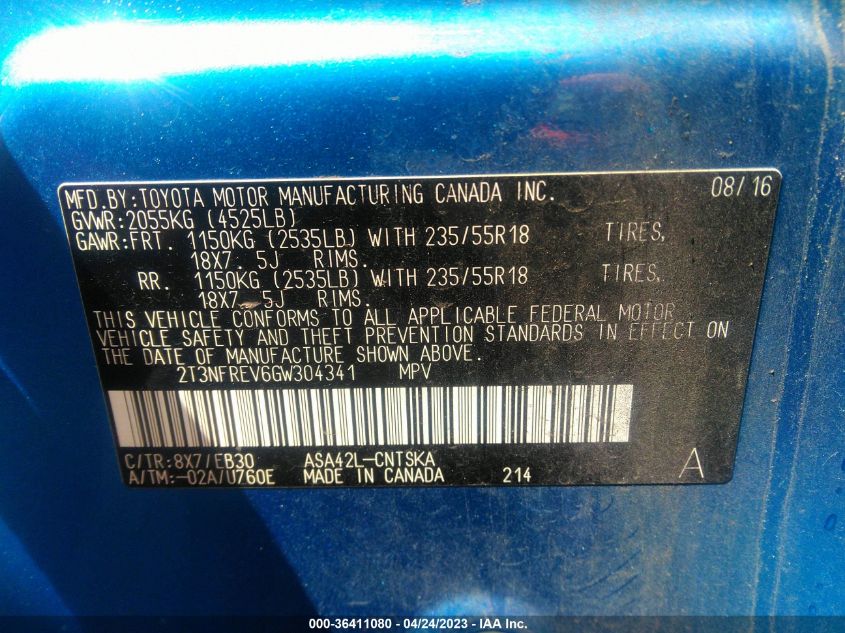 MFD.BY:TOYOTA MOTOR MANUFACTURING CANADA INC. 08/16
GVWR:2055KG (4525LB)
GAWR:FRT. 1150KG (2535LB) WITH 235/55R18 TIRES,
18X7. 5J RIMS.
RR. 1150KG (2535LB) WITH 235/55R18 TIRES,
18X7. 5J RIMS.
THIS VEHICLE CONFORMS TO ALL APPLICABLE FEDERAL MOTOR
VEHICLE SAFETY AND THEFT PREVENTION STANDARDS IN EFFECT ON
THE DATE OF MANUFACTURE SHOWN ABOVE.
2T3NFREV6GW304341 MPV
C/TR:8X7/EB30 ASA42L-CNTSKA A
A/TM:-02A/U760E MADE IN CANADA 214
000-36411080 - 04/24/2023 - IAA Inc.